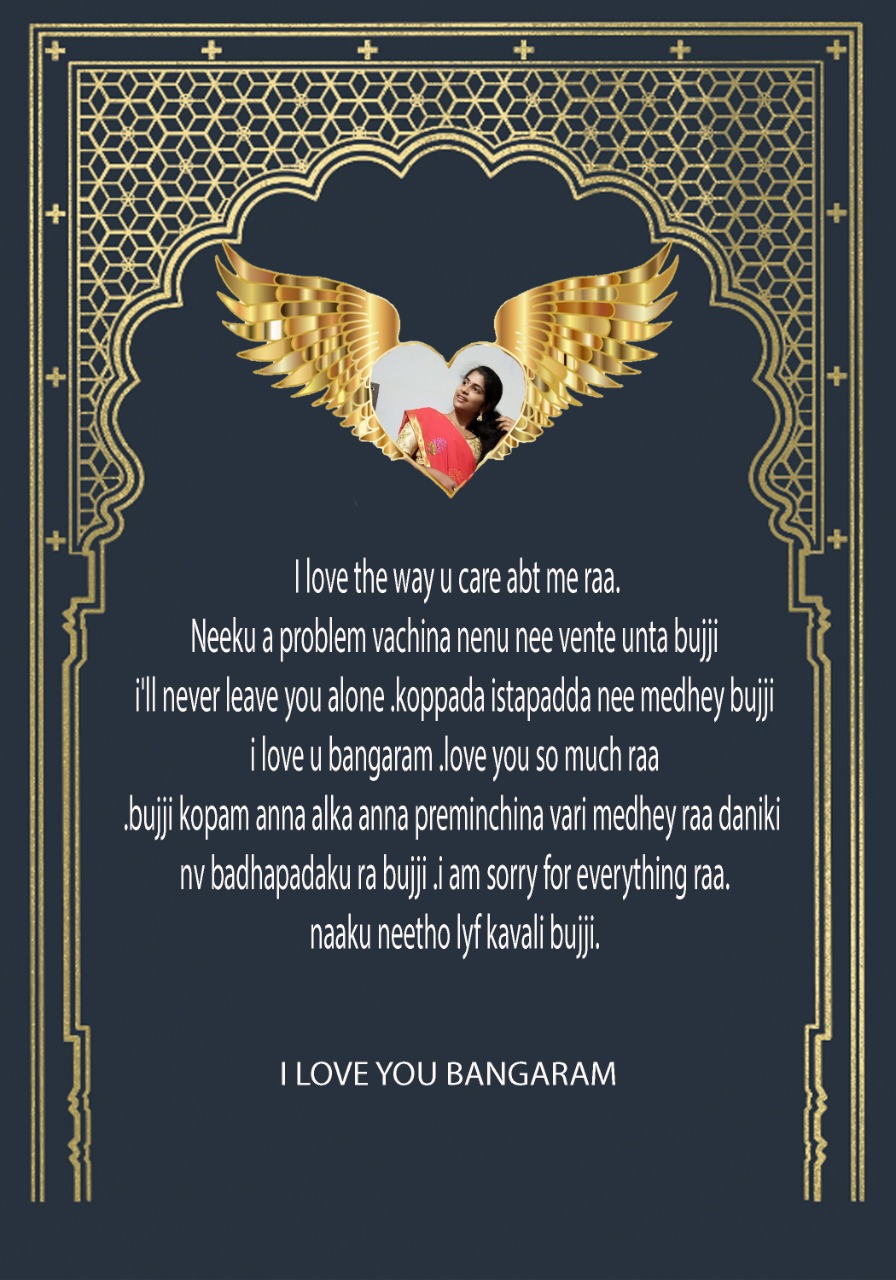 I love the way u care abt me raa.
Neeku a problem vachina nenu nee vente unta bujji
i'll never leave you alone .koppada istapadda nee medhey bujji
i love u bangaram .love you so much raa
.bujji kopam anna alka anna preminchina vari medhey raa daniki
nv badhapadaku ra bujji .i am sorry for everything raa.
naaku neetho lyf kavali bujji.
I LOVE YOU BANGARAM